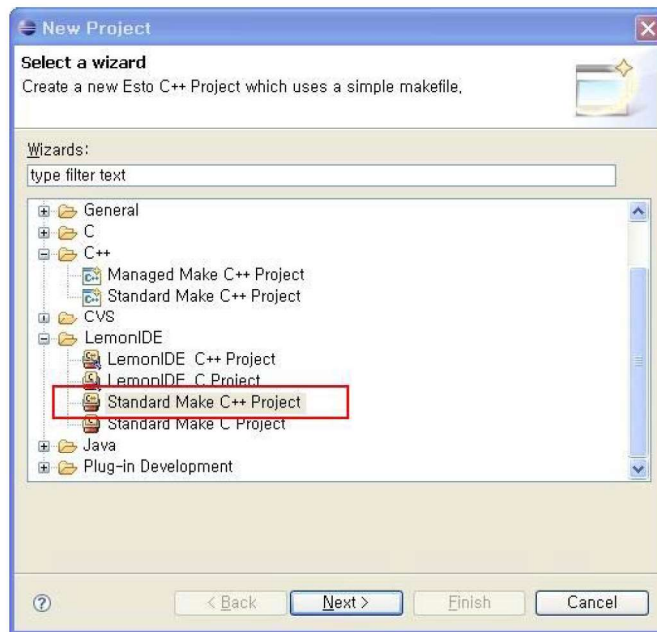 New Project
Select a wizard
Create a new Esto C++ Project which uses a simple makefile,
Wizards:
type filter text
General
C
C++
Managed Make C++ Project
Standard Make C++ Project
CVS
LemonIDE
LemonIDE C++ Project
LemonIDE C Project
Standard Make C++ Project
Standard Make C Project
Java
Plug-in Development
< Back Next > Finish Cancel